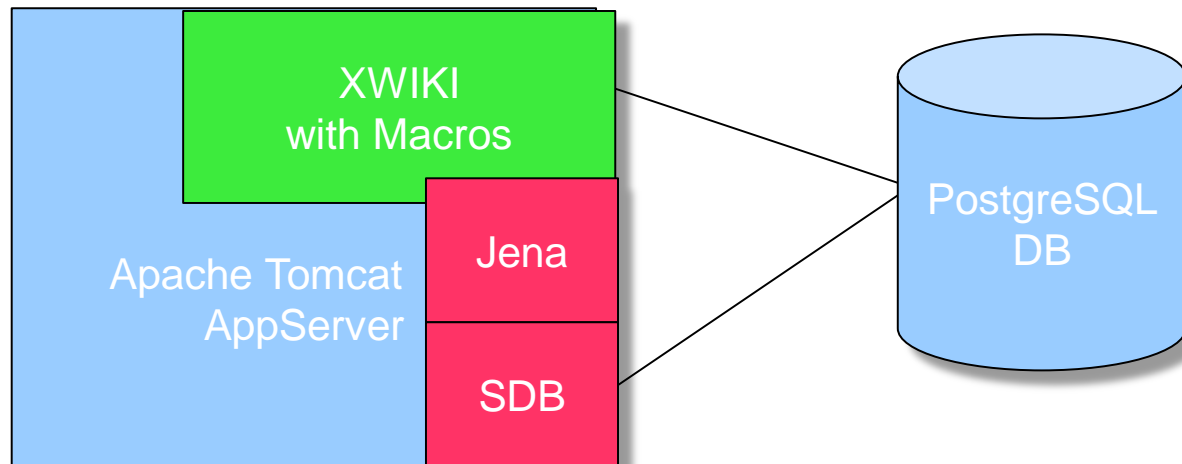 XWIKI
with Macros
Jena
Apache Tomcat
AppServer
SDB
PostgreSQL
DB